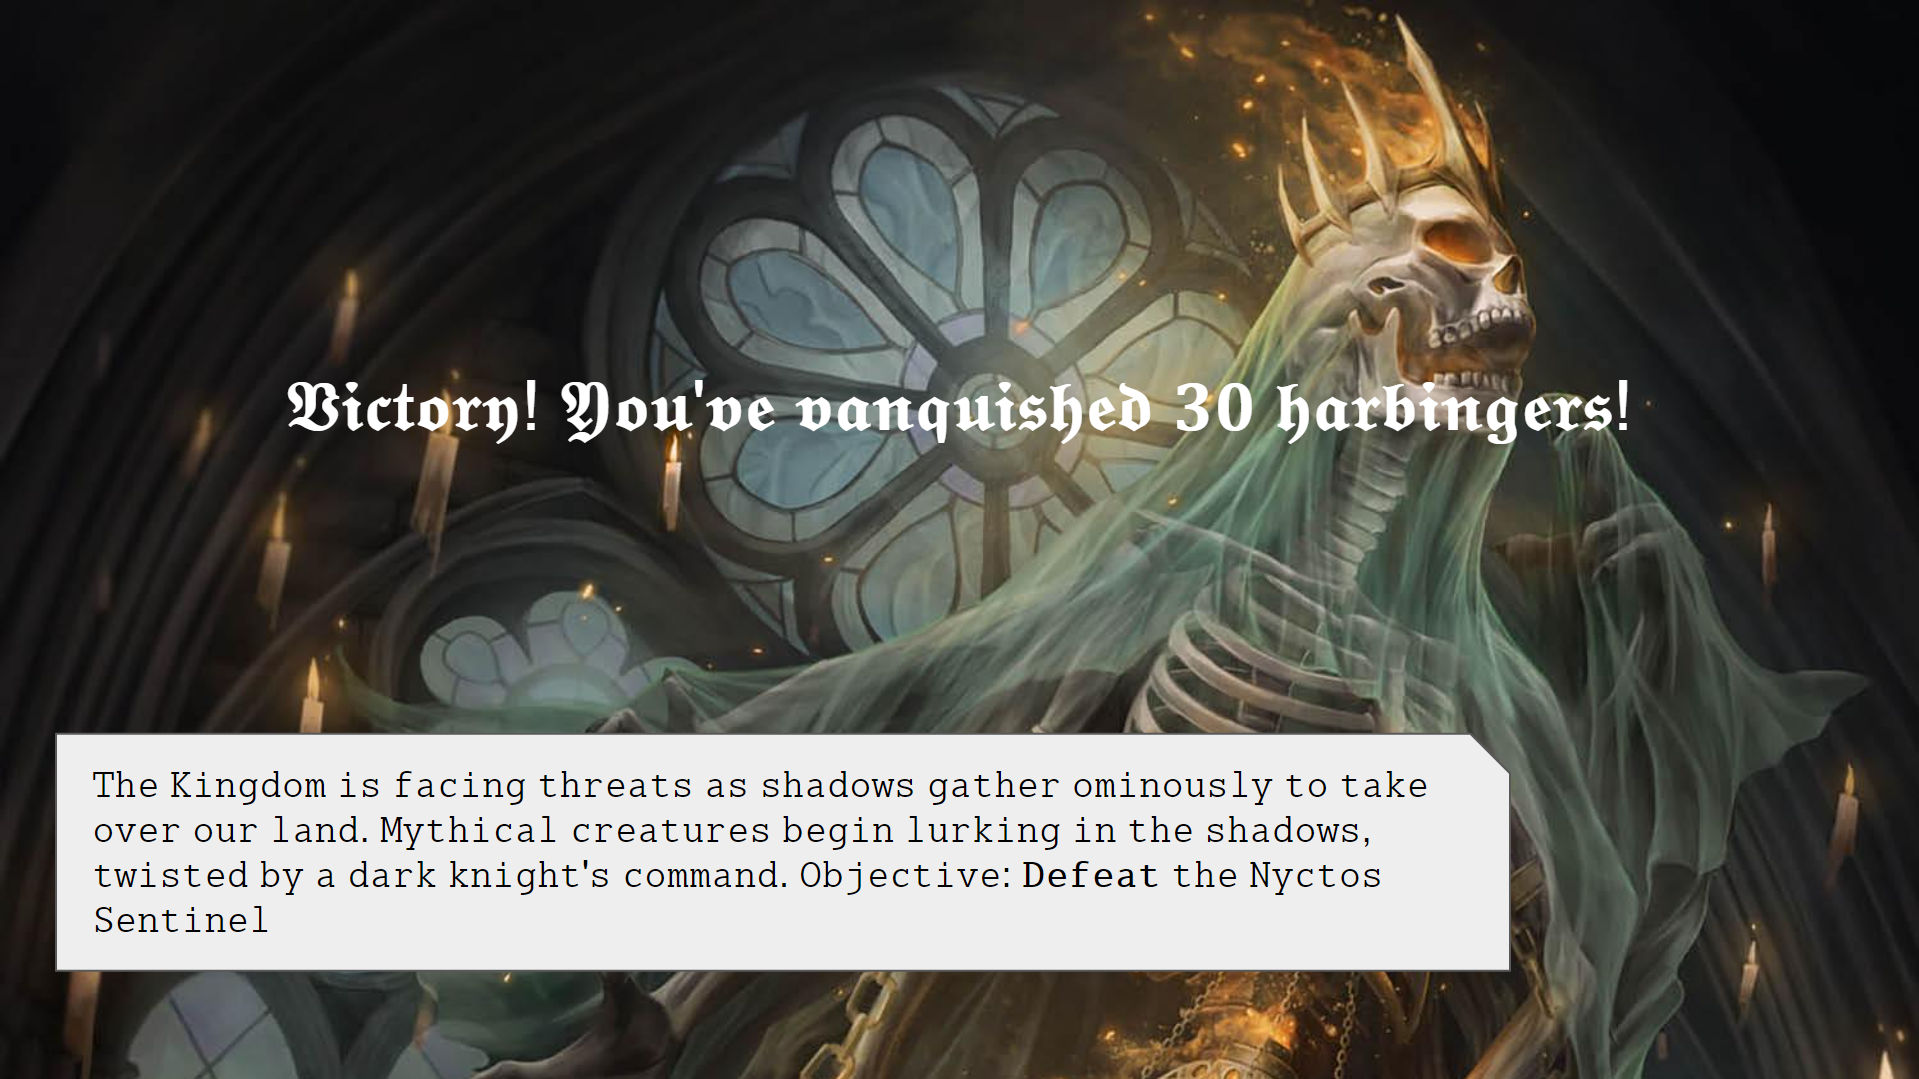 Victory! You've vanquished 30 harbingers!
The Kingdom is facing threats as shadows gather ominously to take
over our land. Mythical creatures begin lurking in the shadows,
twisted by a dark knight's command. Objective: Defeat the Nyctos
Sentinel